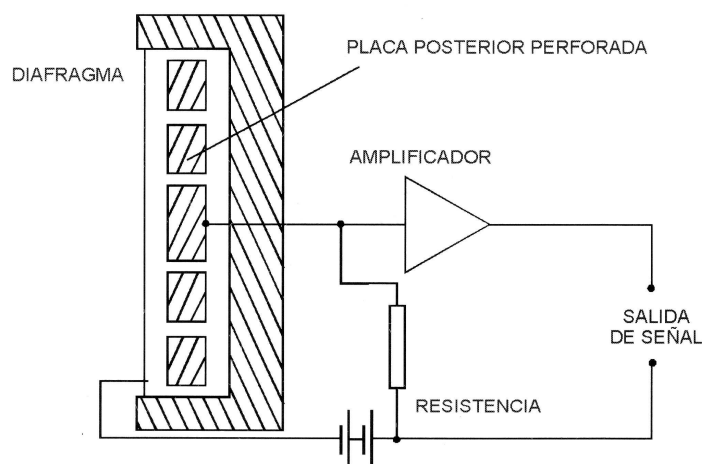 PLACA POSTERIOR PERFORADA
DIAFRAGMA
AMPLIFICADOR
SALIDA
DE SEÑAL
RESISTENCIA